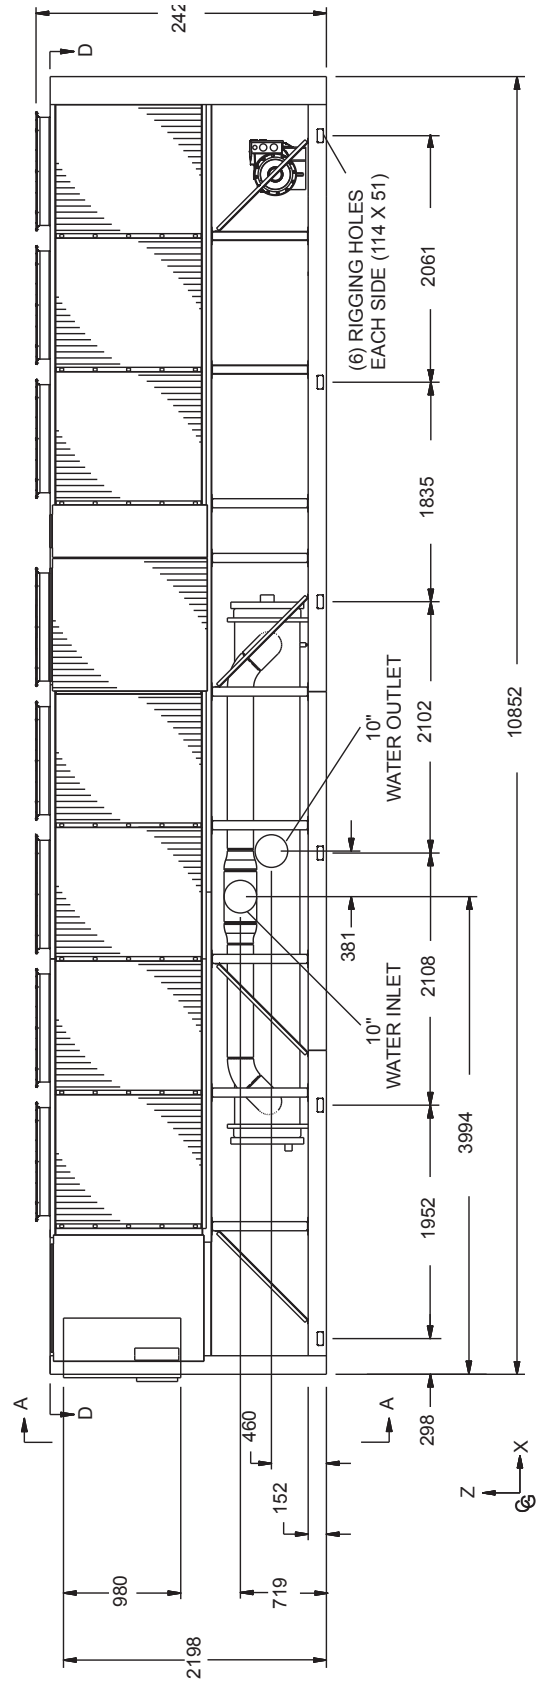 242
D
(6) RIGGING HOLES
EACH SIDE (114 X 51)
2061
1835
10"
WATER OUTLET
2102
10852
381
10"
WATER INLET
2108
3994
1952
298
A
D
A
460
152
980
719
2198
Z
X
CG